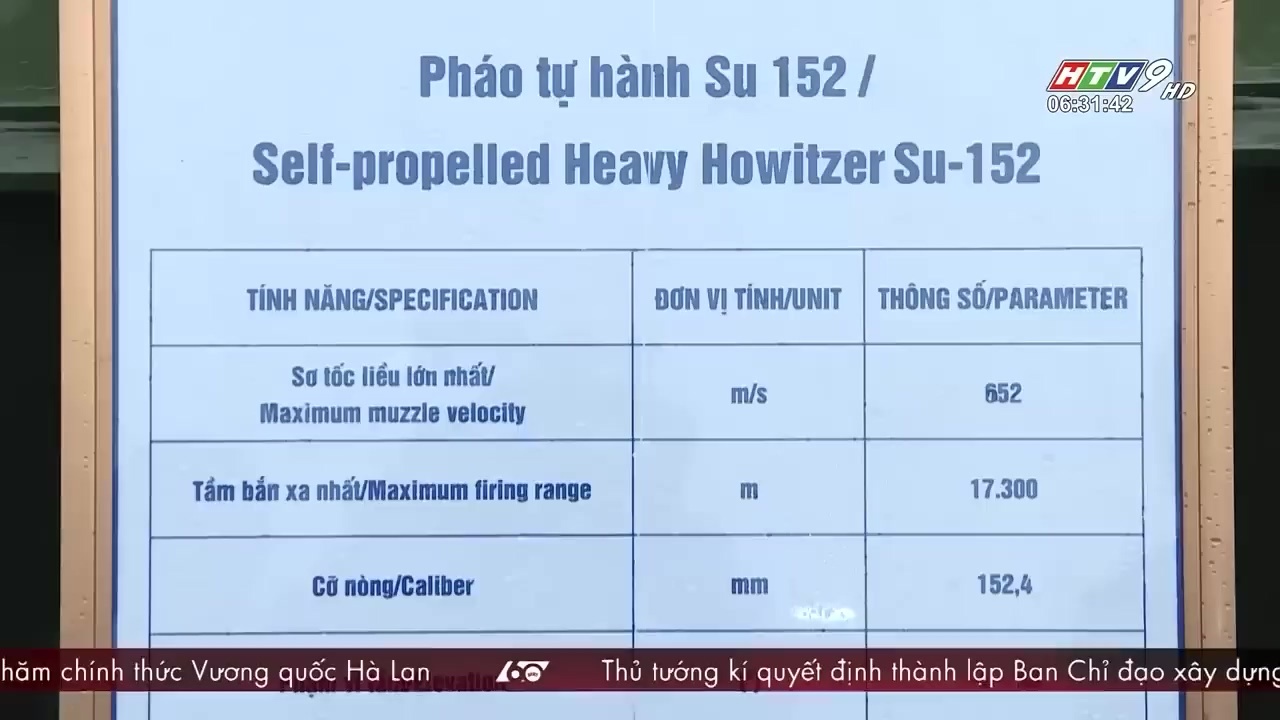 Pháo tự hành Su 152 /
Self-propelled Heavy Howitzer Su-152
HTV9 HD
06:31:42
TÍNH NĂNG/SPECIFICATION ĐƠN VỊ TÍNH/UNIT THÔNG SỐ/PARAMETER
Sơ tốc liều lớn nhất/
Maximum muzzle velocity m/s 652
Tầm bắn xa nhất/Maximum firing range m 17.300
Cỡ nòng/Caliber mm 152,4
hăm chính thức Vương quốc Hà Lan 60 Thủ tướng kí quyết định thành lập Ban Chỉ đạo xây dựng